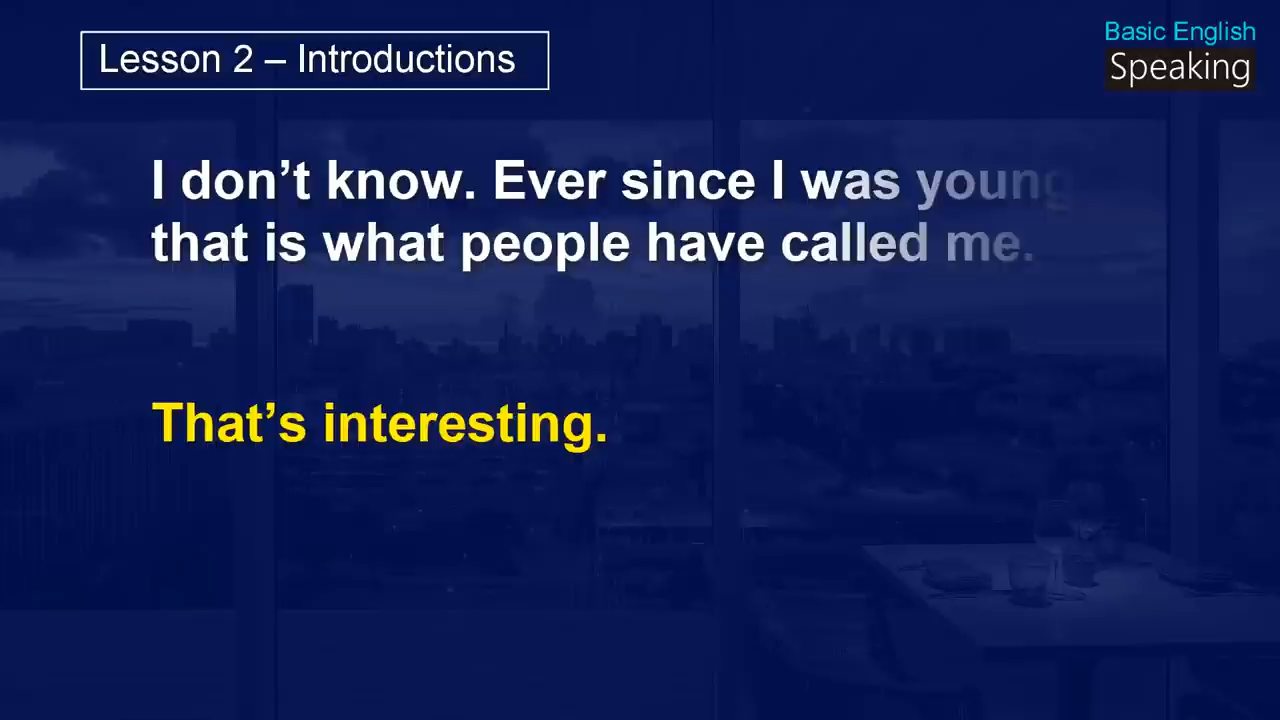 Lesson 2 – Introductions
Basic English
Speaking
I don’t know. Ever since I was young
that is what people have called me.
That’s interesting.